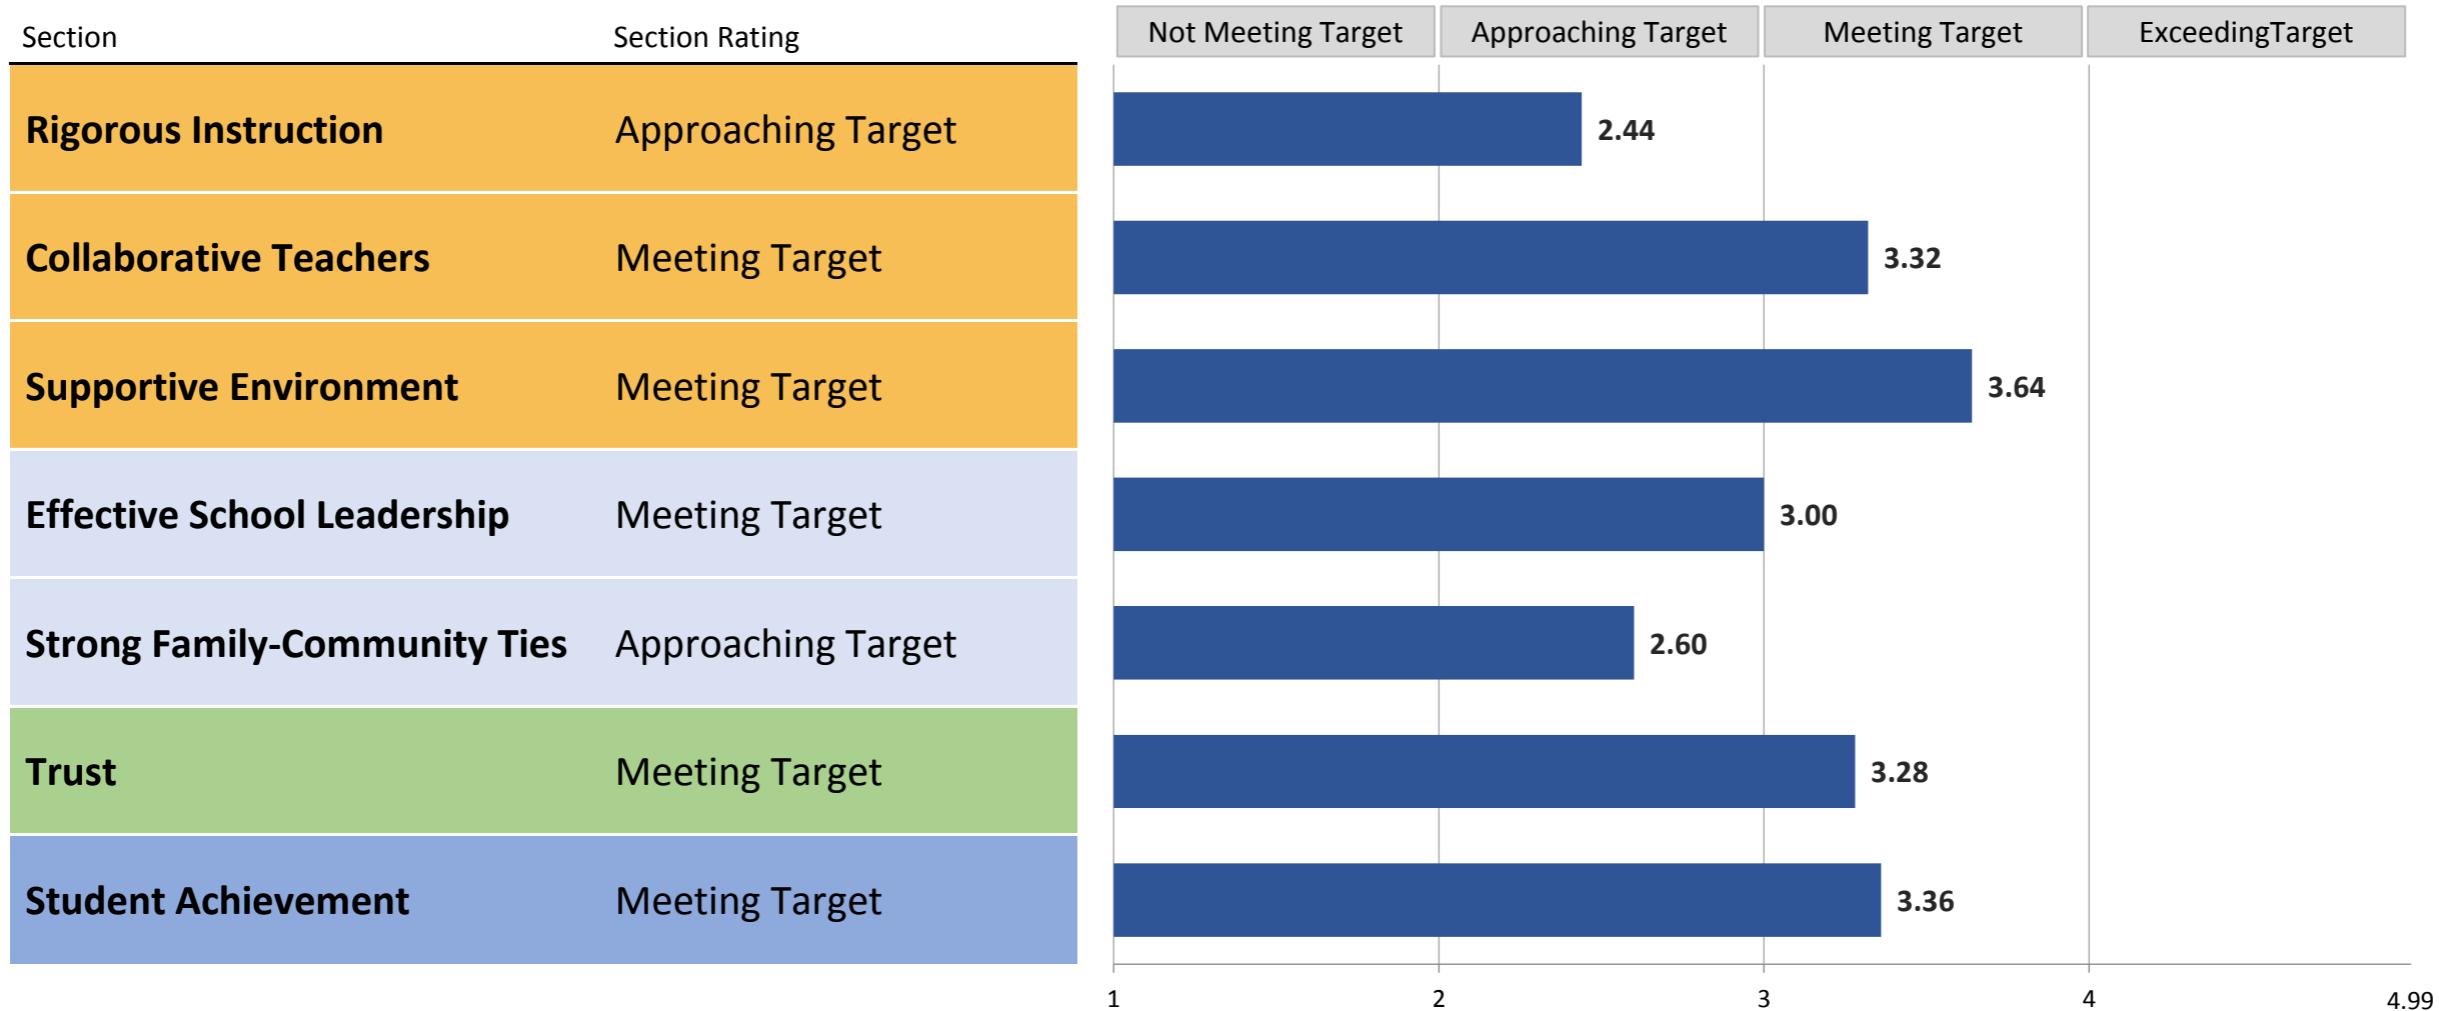 Section Section Rating Not Meeting Target Approaching Target Meeting Target ExceedingTarget
Rigorous Instruction Approaching Target 2.44
Collaborative Teachers Meeting Target 3.32
Supportive Environment Meeting Target 3.64
Effective School Leadership Meeting Target 3.00
Strong Family-Community Ties Approaching Target 2.60
Trust Meeting Target 3.28
Student Achievement Meeting Target 3.36
1 2 3 4 4.99